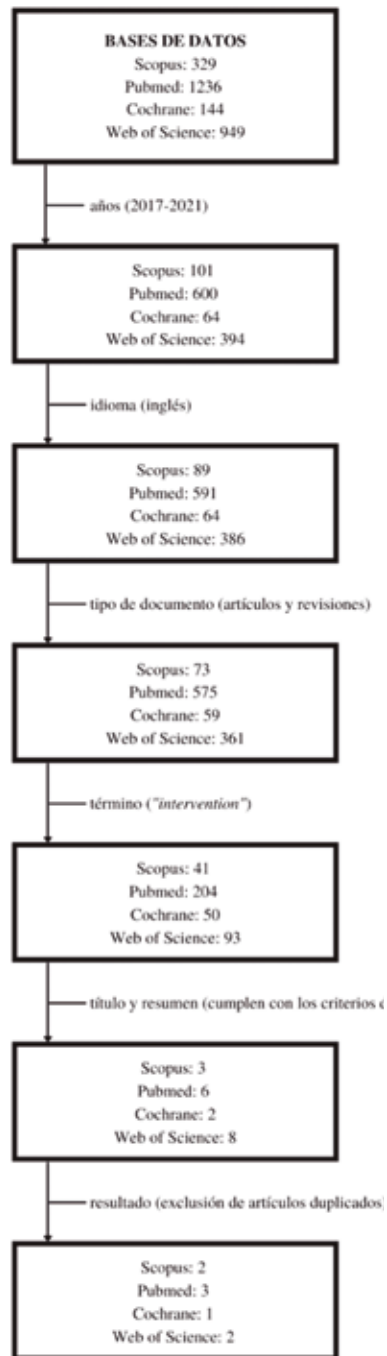 BASES DE DATOS
Scopus: 329
Pubmed: 1236
Cochrane: 144
Web of Science: 949
años (2017-2021)
Scopus: 101
Pubmed: 600
Cochrane: 64
Web of Science: 394
idioma (inglés)
Scopus: 89
Pubmed: 591
Cochrane: 64
Web of Science: 386
tipo de documento (artículos y revisiones)
Scopus: 73
Pubmed: 575
Cochrane: 59
Web of Science: 361
término ("intervention")
Scopus: 41
Pubmed: 204
Cochrane: 50
Web of Science: 93
título y resumen (cumplen con los criterios
Scopus: 3
Pubmed: 6
Cochrane: 2
Web of Science: 8
resultado (exclusión de artículos duplicados)
Scopus: 2
Pubmed: 3
Cochrane: 1
Web of Science: 2